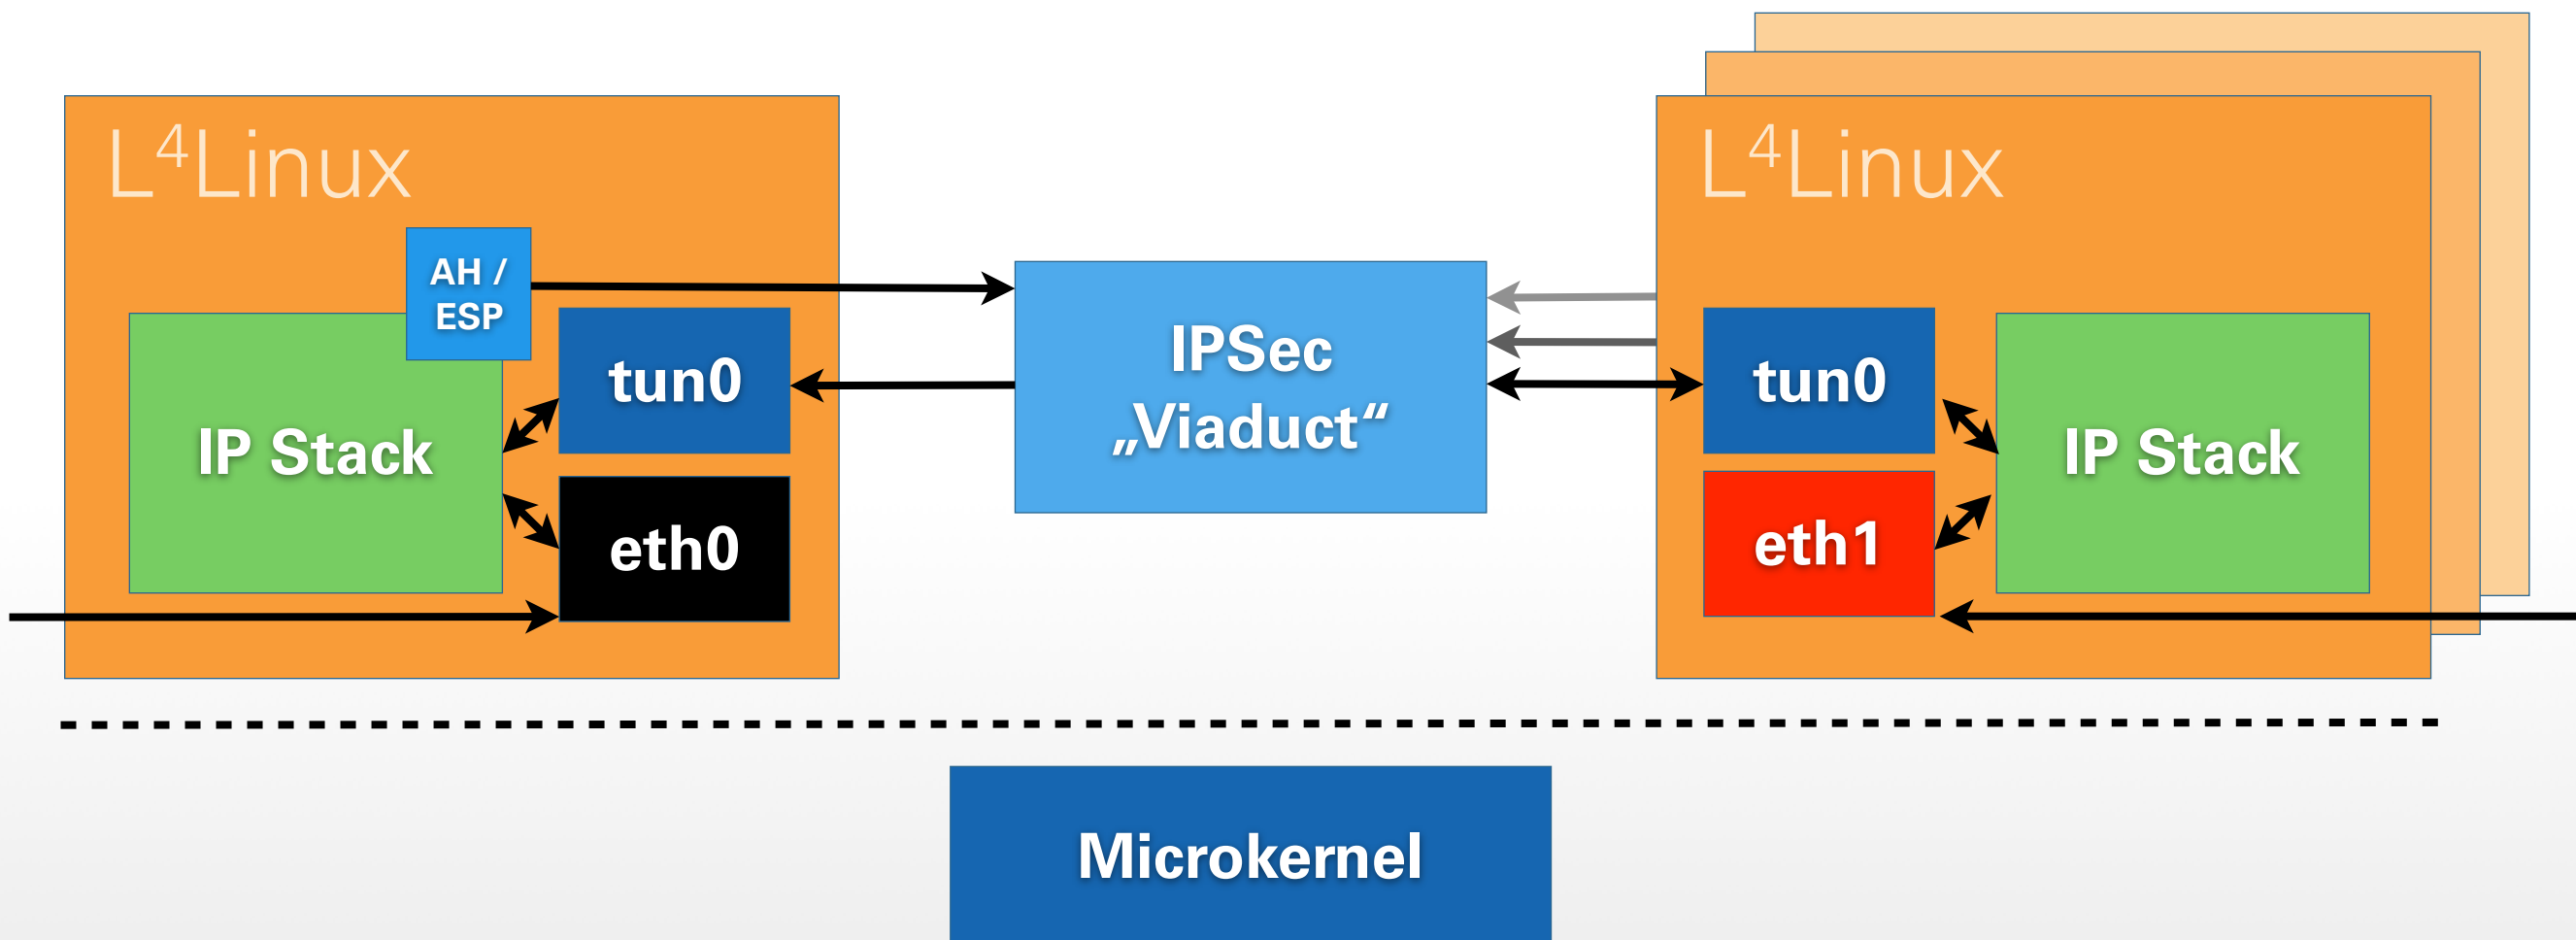 L⁴Linux
AH /
ESP
tun0
IP Stack
eth0
IPSec
„Viaduct“
L⁴Linux
tun0
IP Stack
eth1
Microkernel